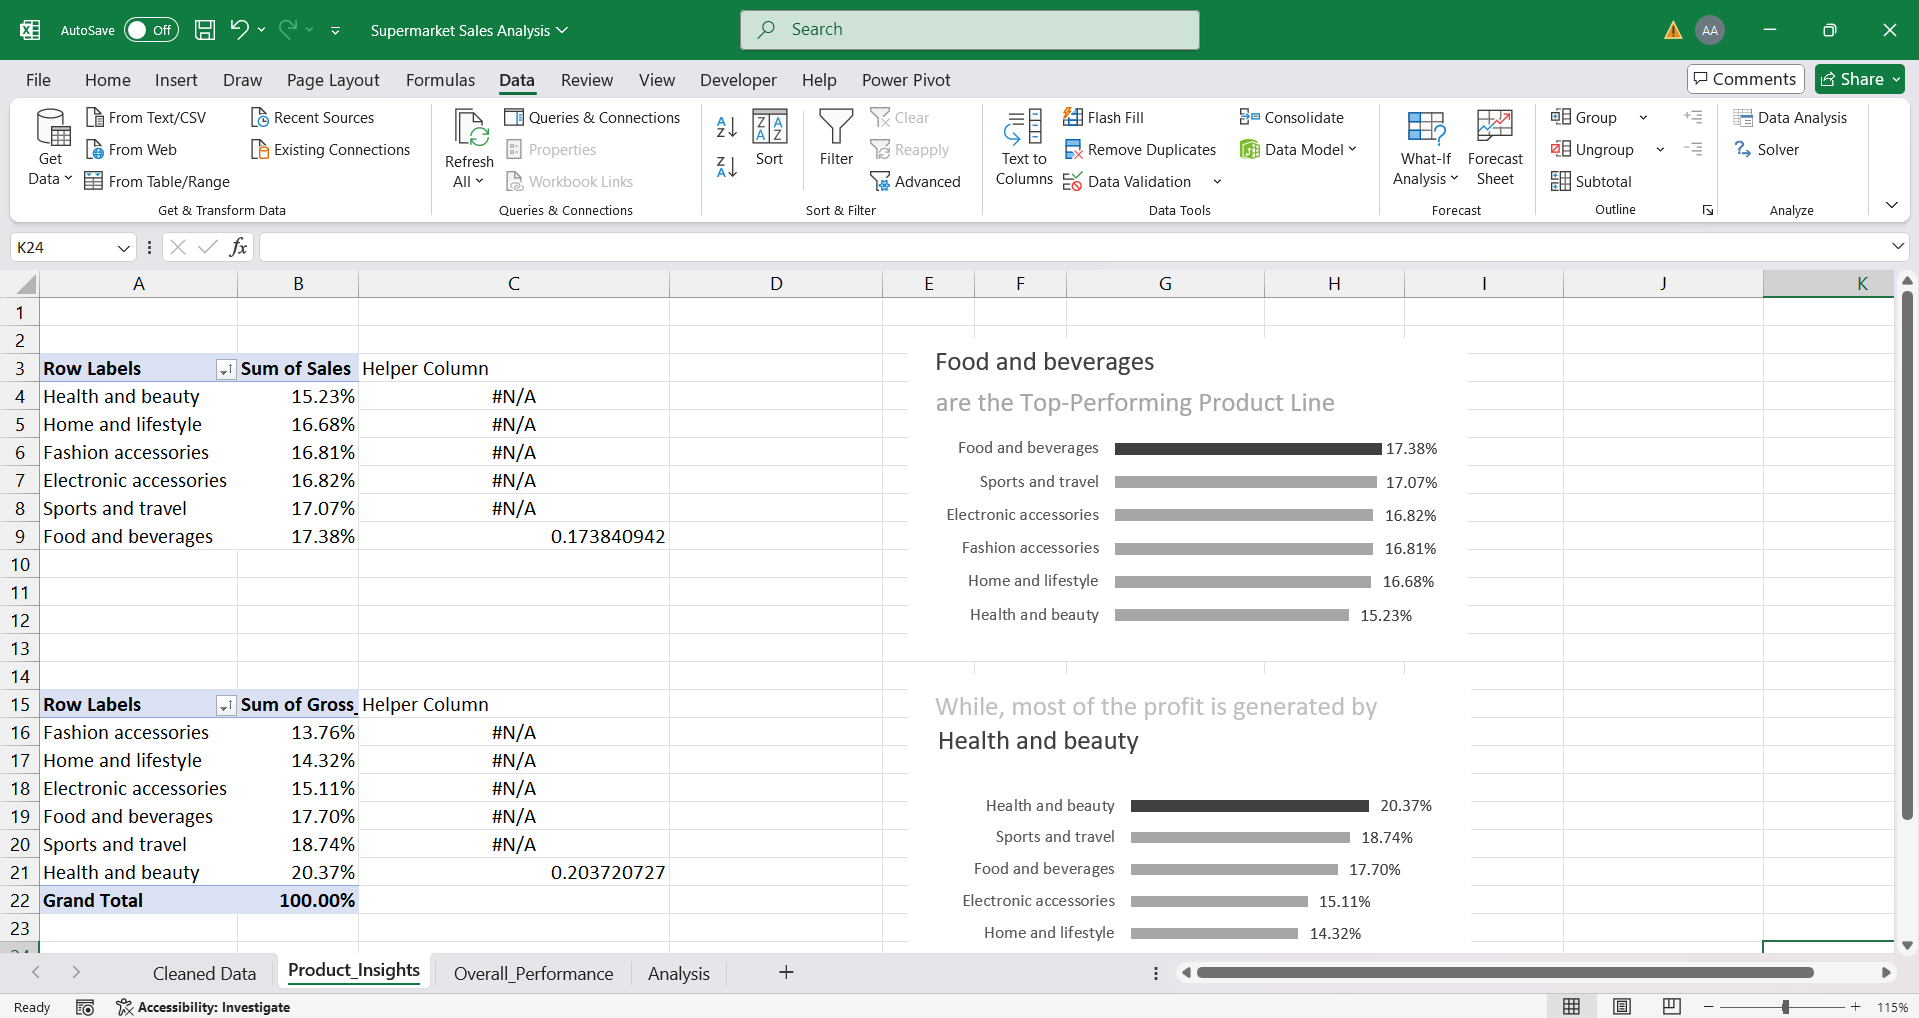 AutoSave Off Supermarket Sales Analysis Search AA
File Home Insert Draw Page Layout Formulas Data Review View Developer Help Power Pivot Comments Share
Get Data
From Text/CSV
From Web
From Table/Range
Recent Sources
Existing Connections
Get & Transform Data
Refresh All
Queries & Connections
Properties
Workbook Links
Queries & Connections
Sort
Filter
Clear
Reapply
Advanced
Sort & Filter
Text to Columns
Flash Fill
Remove Duplicates
Data Validation
Consolidate
Data Model
Data Tools
What-If Analysis
Forecast Sheet
Forecast
Group
Ungroup
Subtotal
Outline
Data Analysis
Solver
Analyze
K24 fx
A B C D E F G H I J K
1
2
3 Row Labels Sum of Sales Helper Column
4 Health and beauty 15.23% #N/A
5 Home and lifestyle 16.68% #N/A
6 Fashion accessories 16.81% #N/A
7 Electronic accessories 16.82% #N/A
8 Sports and travel 17.07% #N/A
9 Food and beverages 17.38% 0.173840942
10
11
12
13
14
15 Row Labels Sum of Gross_ Helper Column
16 Fashion accessories 13.76% #N/A
17 Home and lifestyle 14.32% #N/A
18 Electronic accessories 15.11% #N/A
19 Food and beverages 17.70% #N/A
20 Sports and travel 18.74% #N/A
21 Health and beauty 20.37% 0.203720727
22 Grand Total 100.00%
23
Food and beverages
are the Top-Performing Product Line
Food and beverages 17.38%
Sports and travel 17.07%
Electronic accessories 16.82%
Fashion accessories 16.81%
Home and lifestyle 16.68%
Health and beauty 15.23%
While, most of the profit is generated by
Health and beauty
Health and beauty 20.37%
Sports and travel 18.74%
Food and beverages 17.70%
Electronic accessories 15.11%
Home and lifestyle 14.32%
Cleaned Data Product_Insights Overall_Performance Analysis
Ready Accessibility: Investigate 115%